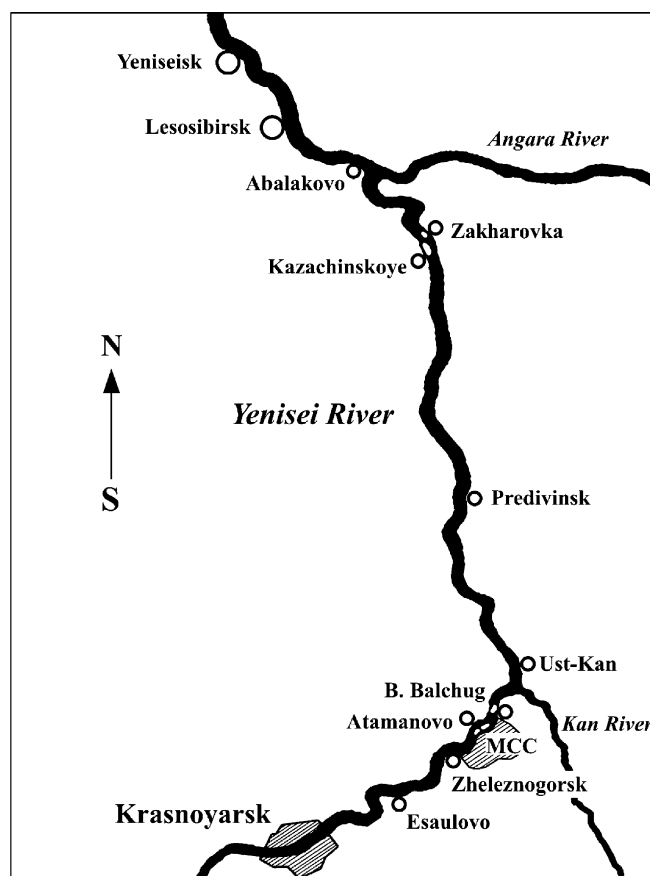 Yeniseisk
Lesosibirsk
Angara River
Abalakovo
Zakharovka
Kazachinskoye
N
Yenisei River
S
Predivinsk
Ust-Kan
B. Balchug
Atamanovo
Kan River
MCC
Zheleznogorsk
Krasnoyarsk
Esaulovo